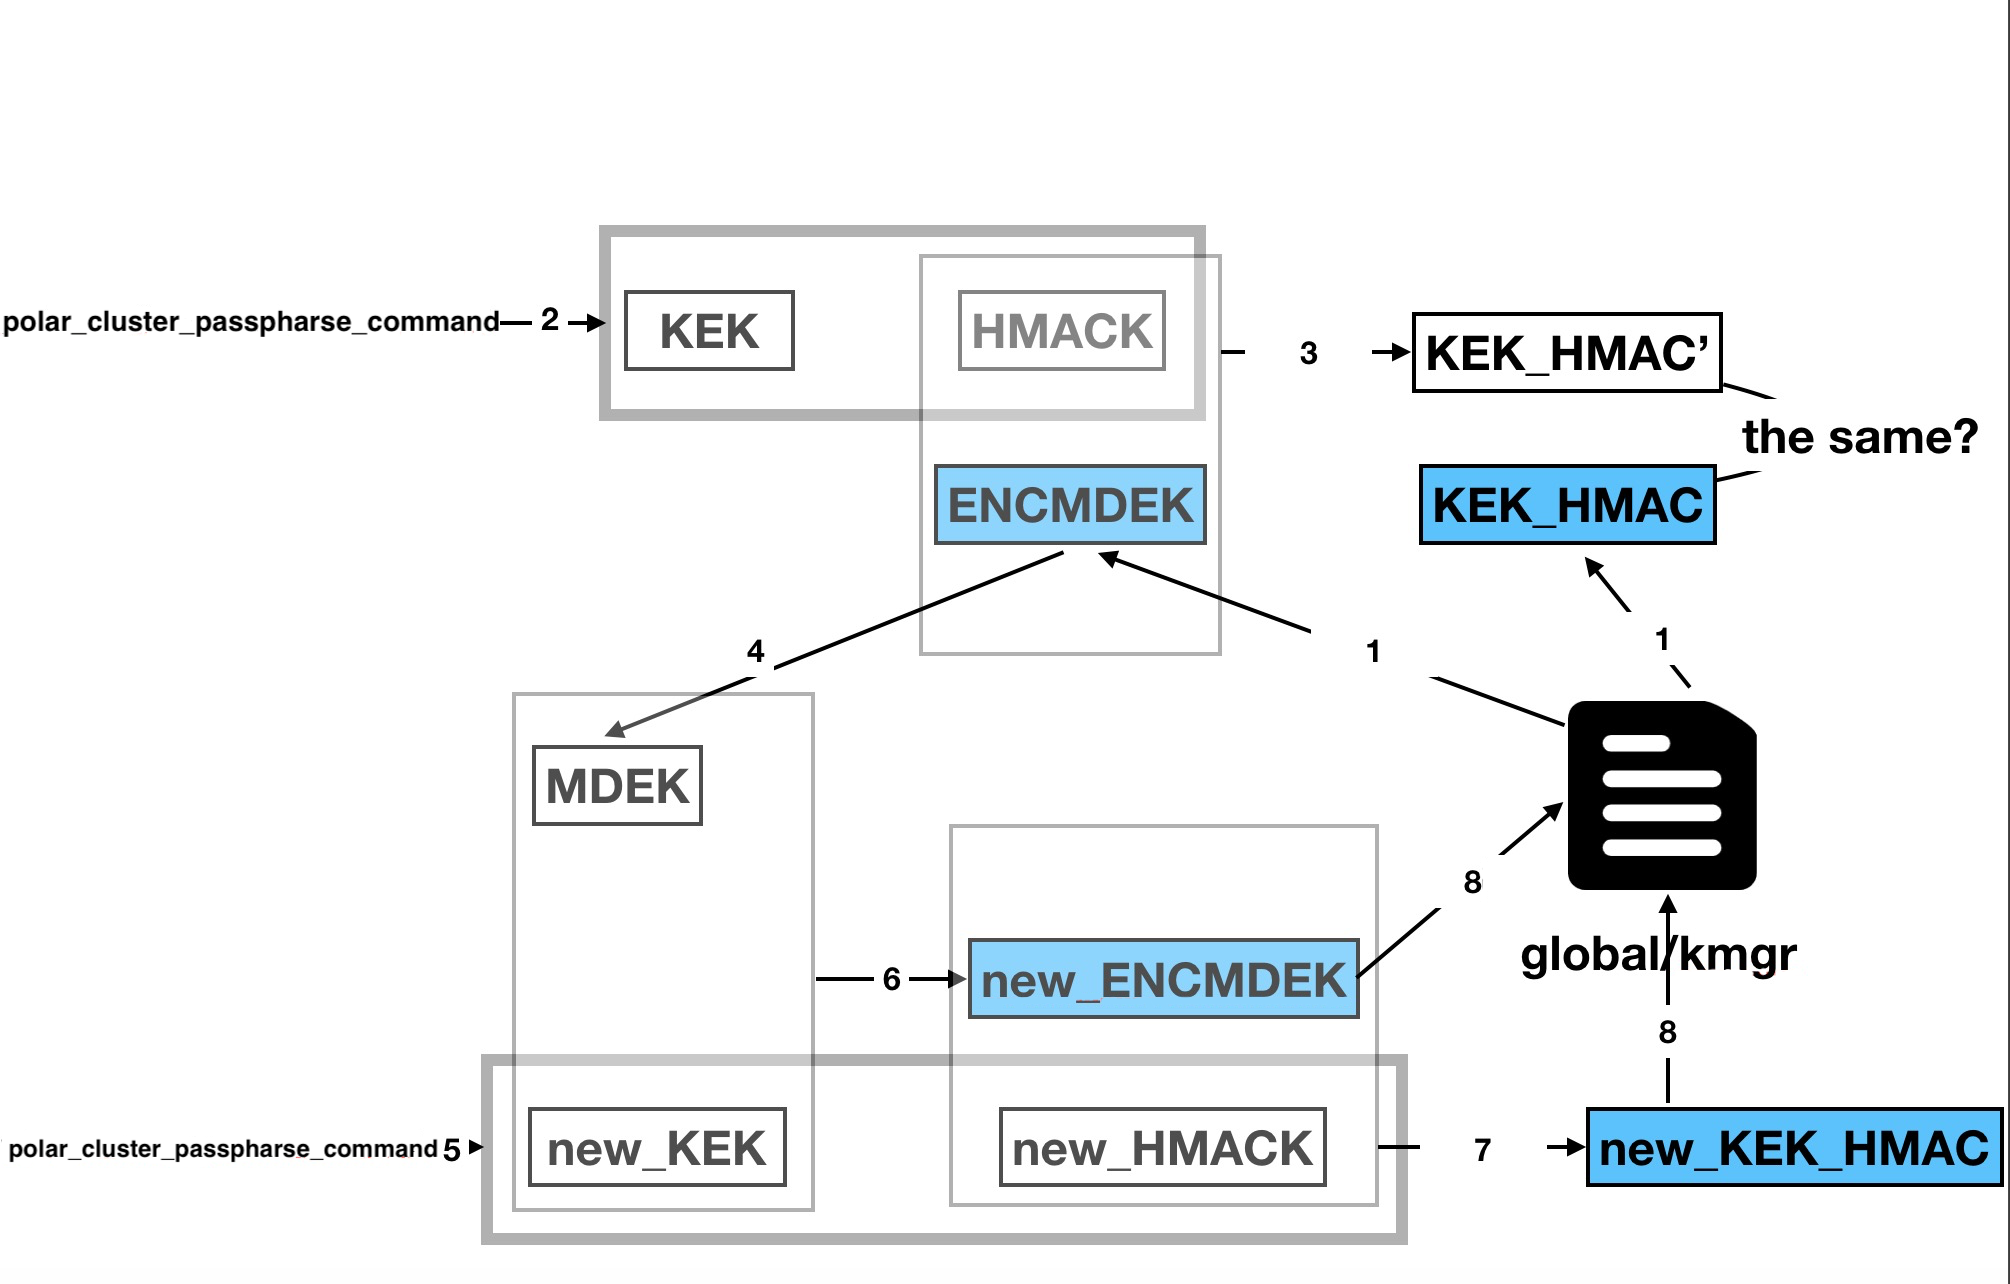 polar_cluster_passpharse_command
2
KEK
HMACK
3
KEK_HMAC’
the same?
ENCMDEK
KEK_HMAC
4
1
1
MDEK
8
new_ENCMDEK
6
global/kmgr
8
polar_cluster_passpharse_command
5
new_KEK
new_HMACK
7
new_KEK_HMAC